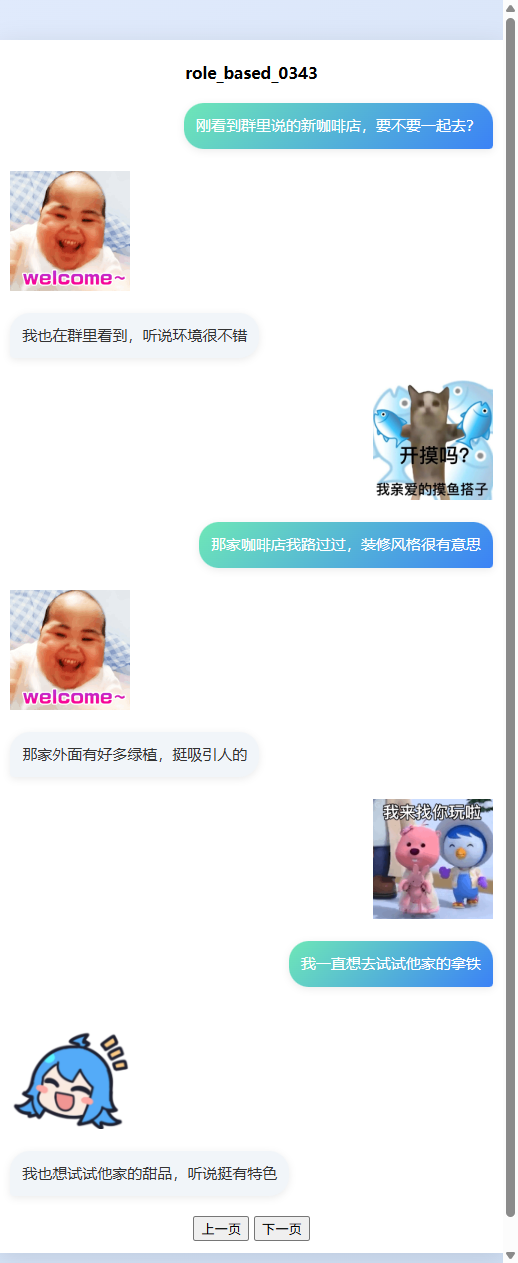 role_based_0343
刚看到群里说的新咖啡店，要不要一起去？
welcome~
我也在群里看到，听说环境很不错
开摸吗?
我亲爱的摸鱼搭子
那家咖啡店我路过过，装修风格很有意思
welcome~
那家外面有好多绿植，挺吸引人的
我来找你玩啦
我一直想去试试他家的拿铁
我也想试试他家的甜品，听说挺有特色
上一页 下一页